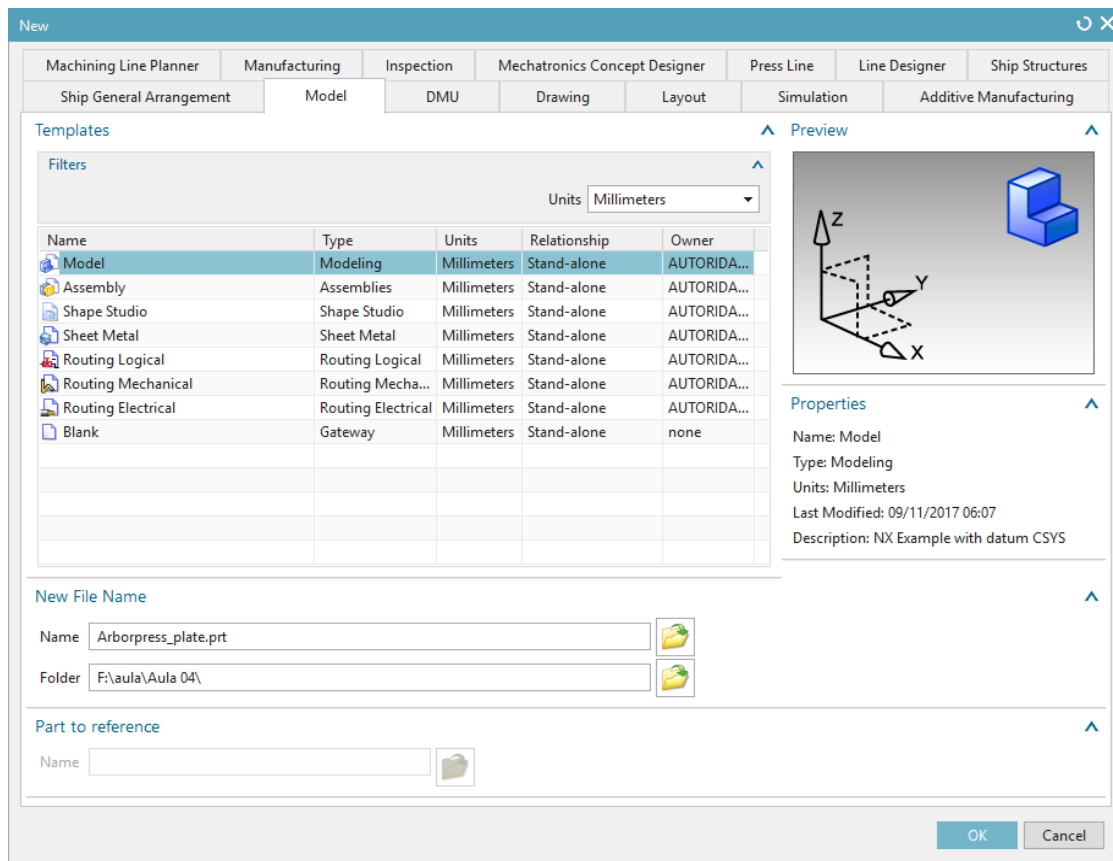 New
Machining Line Planner Manufacturing Inspection Mechatronics Concept Designer Press Line Line Designer Ship Structures
Ship General Arrangement Model DMU Drawing Layout Simulation Additive Manufacturing
Templates
Filters
Units Millimeters
Name Type Units Relationship Owner
Model Modeling Millimeters Stand-alone AUTORIDA...
Assembly Assemblies Millimeters Stand-alone AUTORIDA...
Shape Studio Shape Studio Millimeters Stand-alone AUTORIDA...
Sheet Metal Sheet Metal Millimeters Stand-alone AUTORIDA...
Routing Logical Routing Logical Millimeters Stand-alone AUTORIDA...
Routing Mechanical Routing Mecha... Millimeters Stand-alone AUTORIDA...
Routing Electrical Routing Electrical Millimeters Stand-alone AUTORIDA...
Blank Gateway Millimeters Stand-alone none
Preview
Z
Y
X
Properties
Name: Model
Type: Modeling
Units: Millimeters
Last Modified: 09/11/2017 06:07
Description: NX Example with datum CSYS
New File Name
Name Arborpress_plate.prt
Folder F:\aula\Aula 04\
Part to reference
Name
OK Cancel